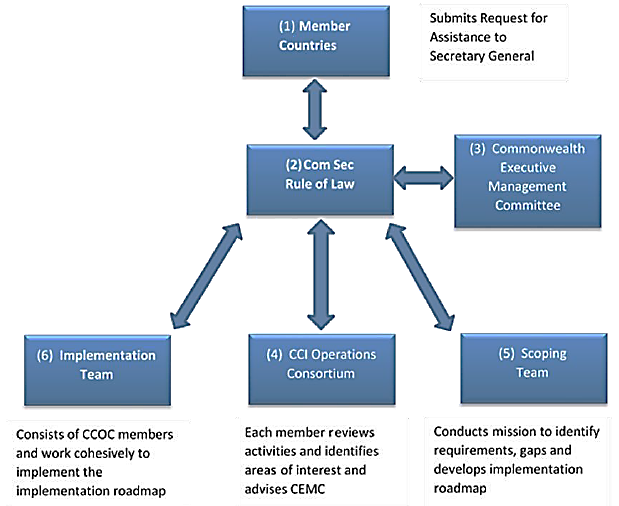 (1) Member
Countries
Submits Request for
Assistance to
Secretary General
(2)Com Sec
Rule of Law
(3) Commonwealth
Executive
Management
Committee
(6) Implementation
Team
(4) CCI Operations
Consortium
(5) Scoping
Team
Consists of CCOC members
and work cohesively to
implement the
implementation roadmap
Each member reviews
activities and identifies
areas of interest and
advises CEMC
Conducts mission to identify
requirements, gaps and
develops implementation
roadmap